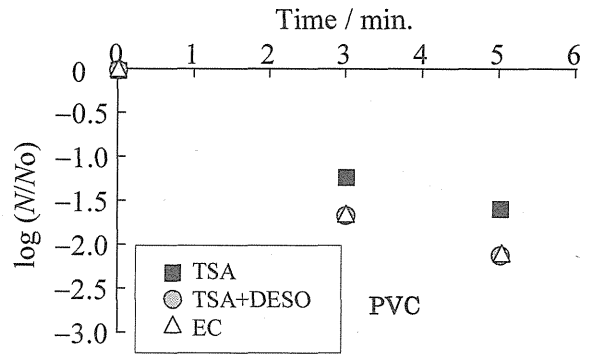 Time / min.
0 1 2 3 4 5 6
0
−0.5
−1.0
−1.5
−2.0
−2.5
−3.0
log (N/No)
TSA
TSA+DESO
EC
PVC